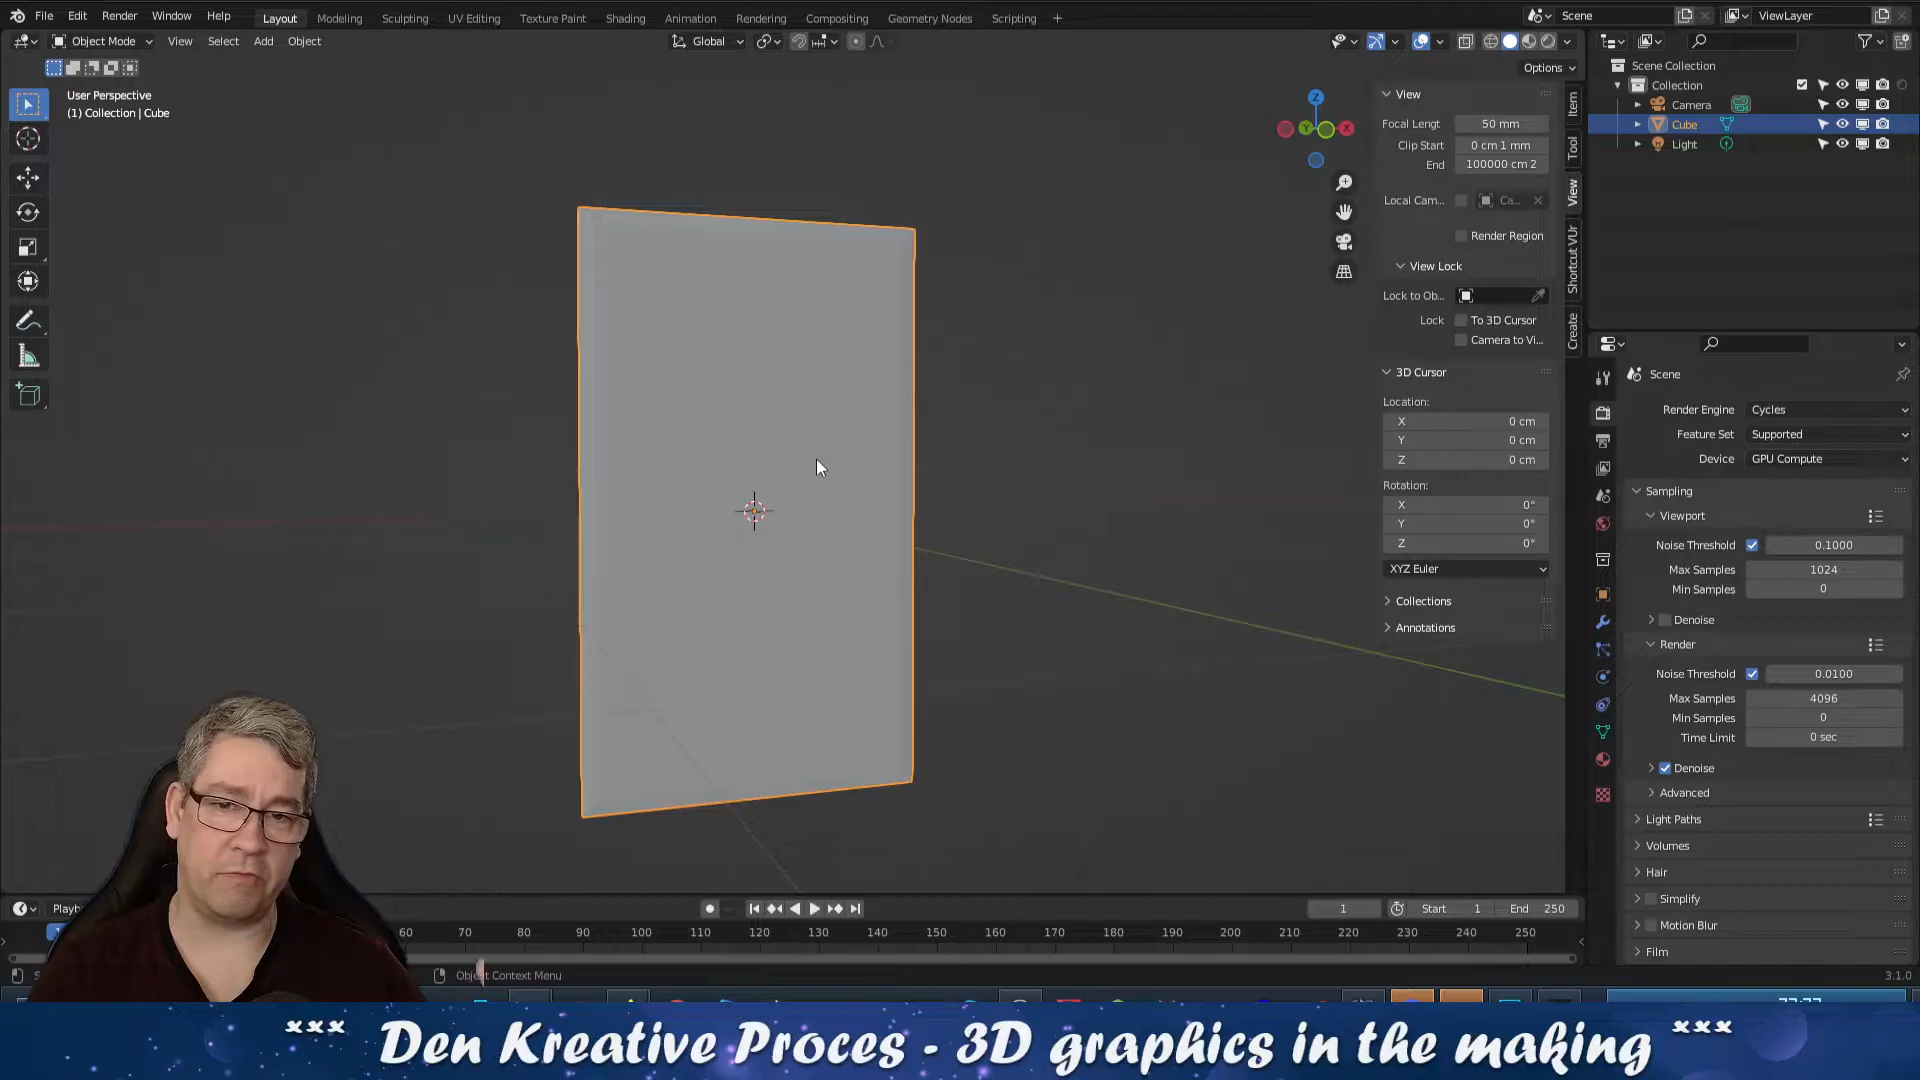 File Edit Render Window Help
Layout Modeling Sculpting UV Editing Texture Paint Shading Animation Rendering Compositing Geometry Nodes Scripting +
Scene
ViewLayer
Object Mode View Select Add Object
Global
Options
User Perspective
(1) Collection | Cube
Z
Y
X
View
Focal Lengt 50 mm
Clip Start 0 cm 1 mm
End 100000 cm 2
Local Cam... Ca...
Render Region
View Lock
Lock to Ob...
Lock To 3D Cursor
Camera to Vi...
3D Cursor
Location:
X 0 cm
Y 0 cm
Z 0 cm
Rotation:
X 0°
Y 0°
Z 0°
XYZ Euler
Collections
Annotations
Item
Tool
View
Shortcut VUr
Create
Scene Collection
Collection
Camera
Cube
Light
Scene
Render Engine Cycles
Feature Set Supported
Device GPU Compute
Sampling
Viewport
Noise Threshold 0.1000
Max Samples 1024
Min Samples 0
Denoise
Render
Noise Threshold 0.0100
Max Samples 4096
Min Samples 0
Time Limit 0 sec
Denoise
Advanced
Light Paths
Volumes
Hair
Simplify
Motion Blur
Film
Playb
1 Start 1 End 250
60 70 80 90 100 110 120 130 140 150 160 170 180 190 200 210 220 230 240 250
Object Context Menu
3.1.0
*** Den Kreative Proces - 3D graphics in the making ***